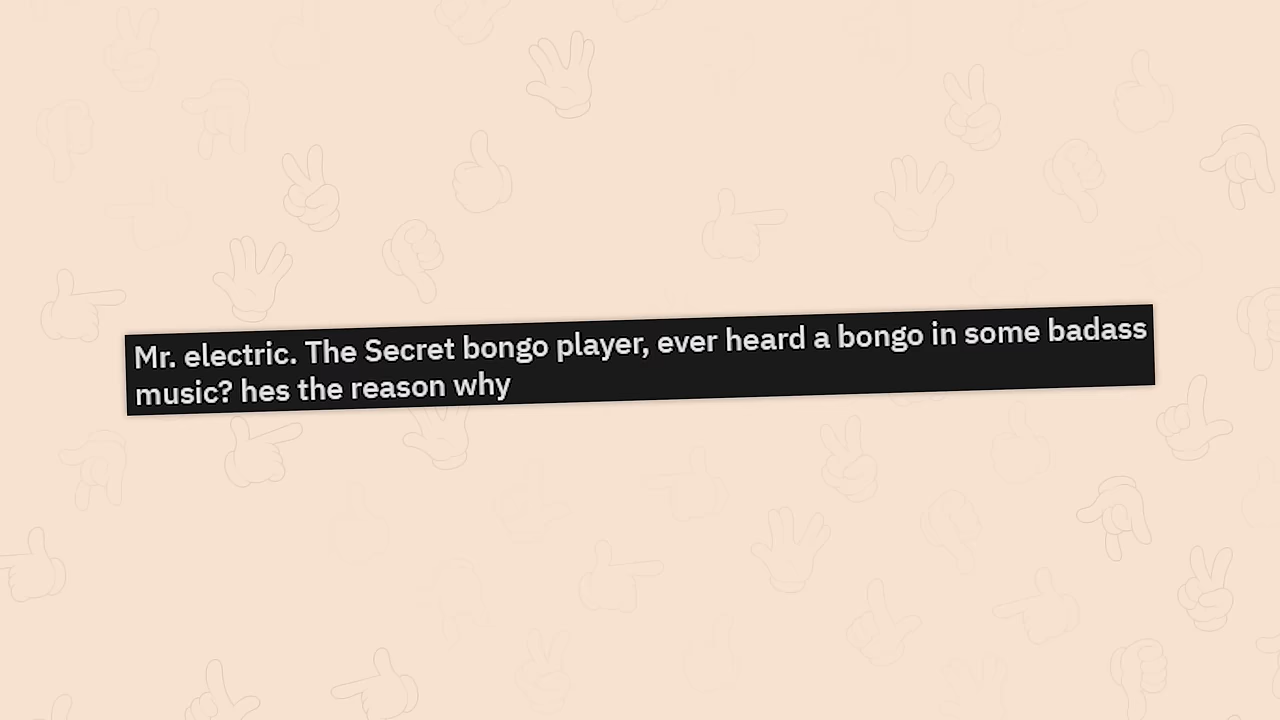 Mr. electric. The Secret bongo player, ever heard a bongo in some badass
music? hes the reason why